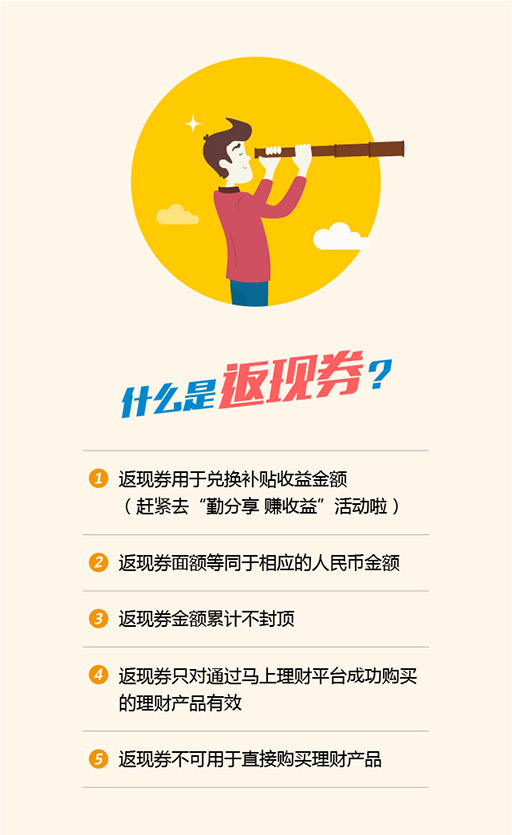 什么是返现券?
1 返现券用于兑换补贴收益金额
（赶紧去“勤分享 赚收益”活动啦）
2 返现券面额等同于相应的人民币金额
3 返现券金额累计不封顶
4 返现券只对通过马上理财平台成功购买
的理财产品有效
5 返现券不可用于直接购买理财产品